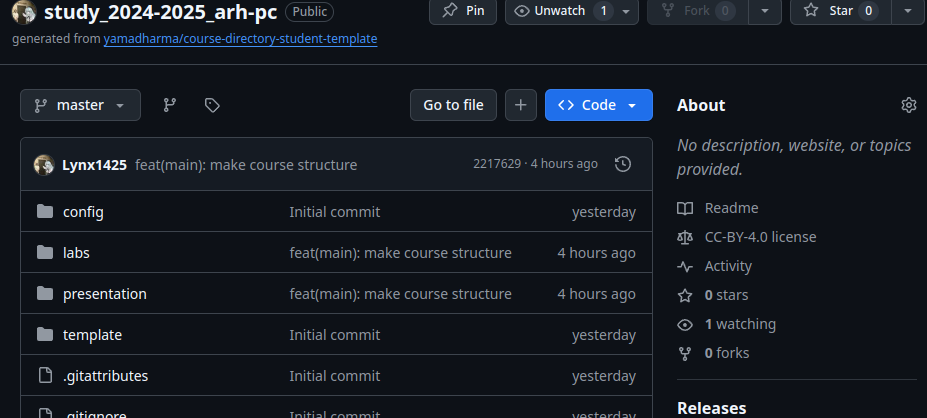 study_2024-2025_arh-pc Public
Pin
Unwatch 1
Fork 0
Star 0
generated from yamadharma/course-directory-student-template
master
Go to file
Code
Lynx1425 feat(main): make course structure 2217629 · 4 hours ago
config Initial commit yesterday
labs feat(main): make course structure 4 hours ago
presentation feat(main): make course structure 4 hours ago
template Initial commit yesterday
.gitattributes Initial commit yesterday
.gitignore Initial commit yesterday
About
No description, website, or topics
provided.
Readme
CC-BY-4.0 license
Activity
0 stars
1 watching
0 forks
Releases